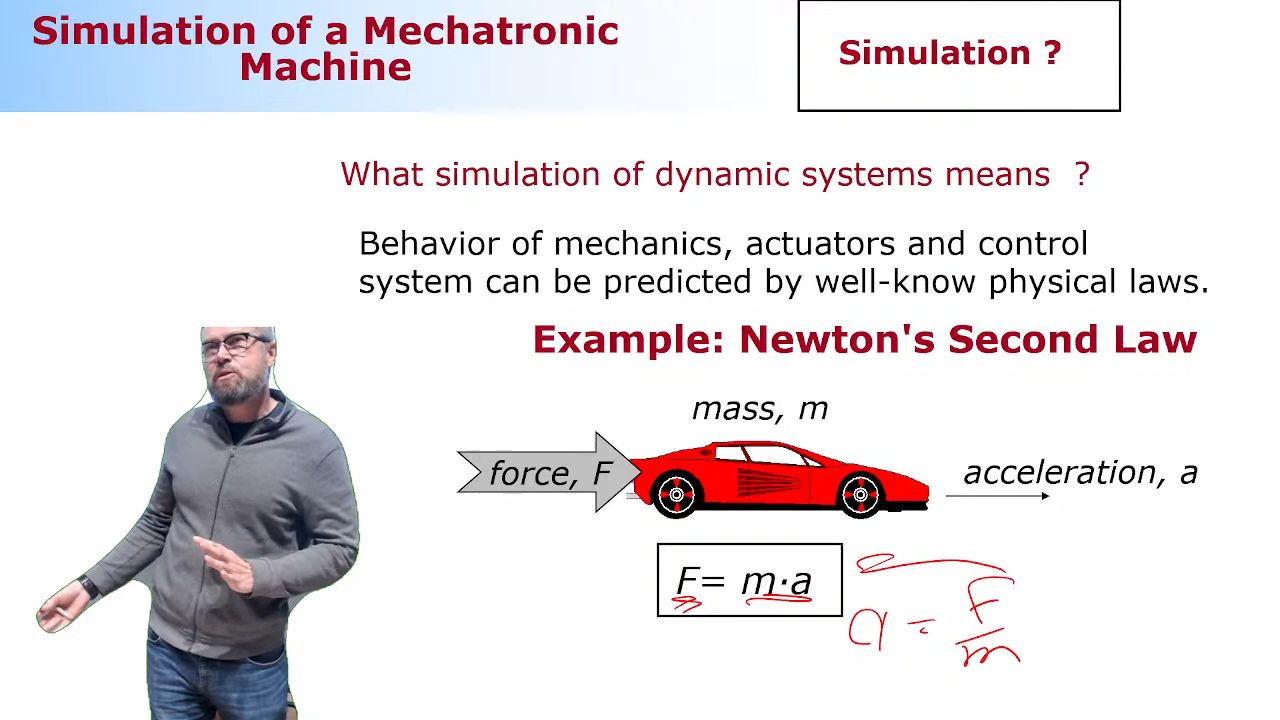 Simulation of a Mechatronic
Machine
Simulation ?
What simulation of dynamic systems means ?
Behavior of mechanics, actuators and control
system can be predicted by well-know physical laws.
Example: Newton's Second Law
mass, m
force, F
acceleration, a
F= m·a
a = F/m